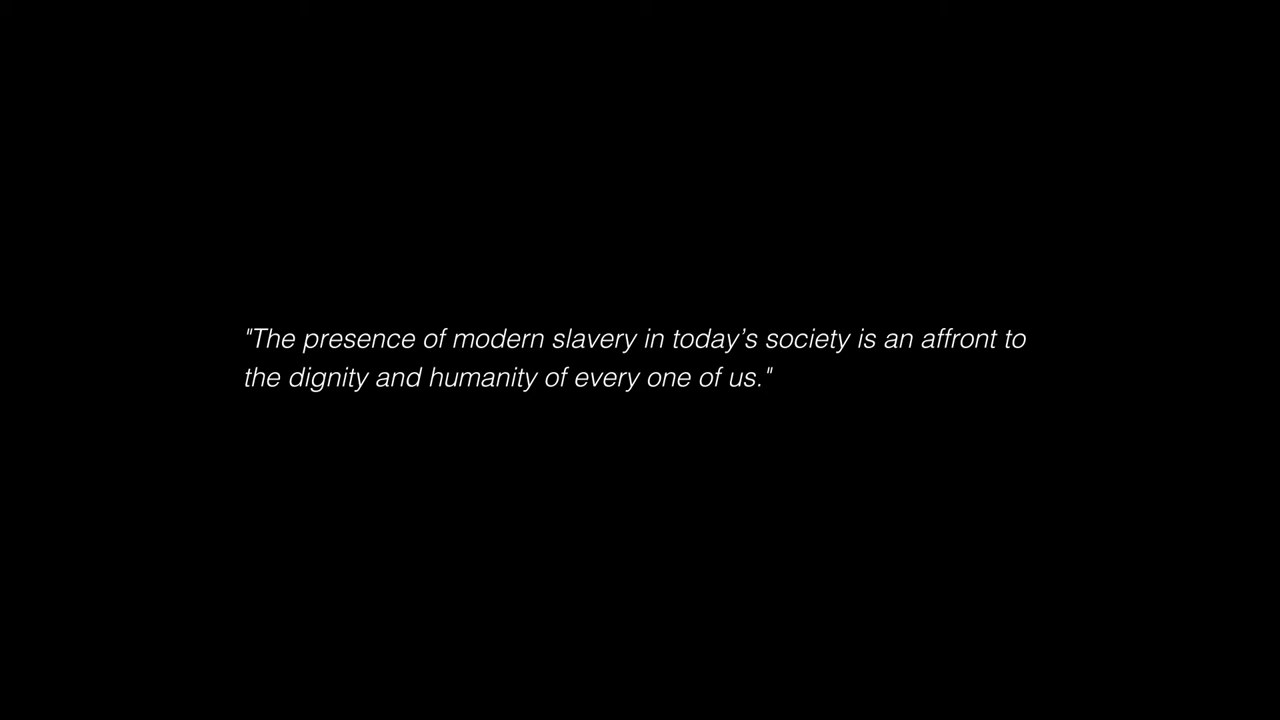 "The presence of modern slavery in today’s society is an affront to
the dignity and humanity of every one of us."